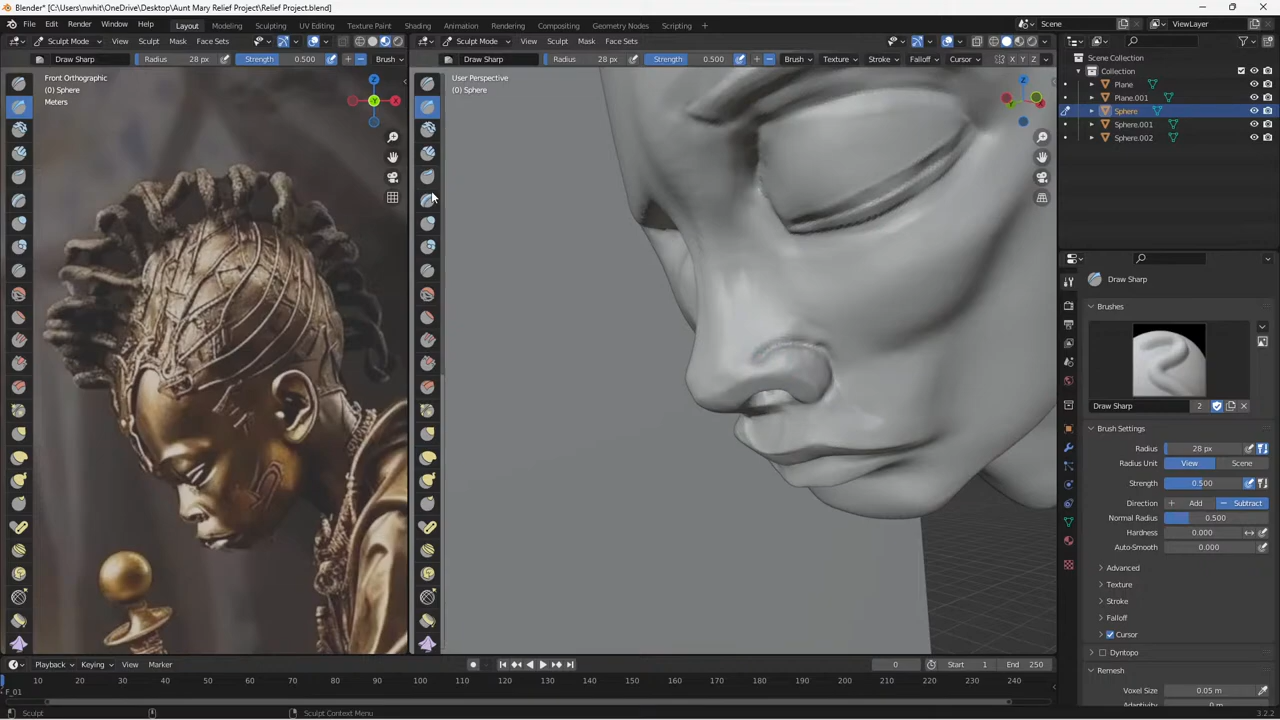 Blender* [C:\Users\nwhit\OneDrive\Desktop\Aunt Mary Relief Project\Relief Project.blend]
File Edit Render Window Help Layout Modeling Sculpting UV Editing Texture Paint Shading Animation Rendering Compositing Geometry Nodes Scripting + Scene ViewLayer
Sculpt Mode View Sculpt Mask Face Sets
Draw Sharp Radius 28 px Strength 0.500 + − Brush
Front Orthographic
(0) Sphere
Meters
Sculpt Mode View Sculpt Mask Face Sets
X Y Z
Draw Sharp Radius 28 px Strength 0.500 + − Brush Texture Stroke Falloff Cursor
User Perspective
(0) Sphere
Z
Scene Collection
Collection
Plane
Plane.001
Sphere
Sphere.001
Sphere.002
Draw Sharp
Brushes
Draw Sharp 2
Brush Settings
Radius 28 px
Radius Unit View Scene
Strength 0.500
Direction + Add − Subtract
Normal Radius 0.500
Hardness 0.000
Auto-Smooth 0.000
Advanced
Texture
Stroke
Falloff
Cursor
Dyntopo
Remesh
Voxel Size 0.05 m
Adaptivity 0 m
Playback Keying View Marker 0 Start 1 End 250
10 20 30 40 50 60 70 80 90 100 110 120 130 140 150 160 170 180 190 200 210 220 230 240
F_01
Sculpt Sculpt Context Menu 3.2.2